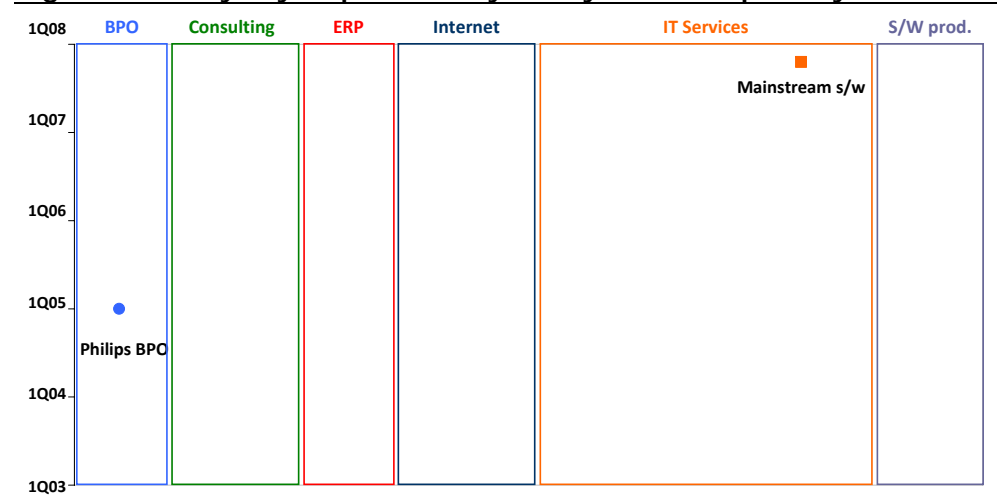 1Q08
BPO
Consulting
ERP
Internet
IT Services
S/W prod.
Mainstream s/w
1Q07
1Q06
1Q05
Philips BPO
1Q04
1Q03